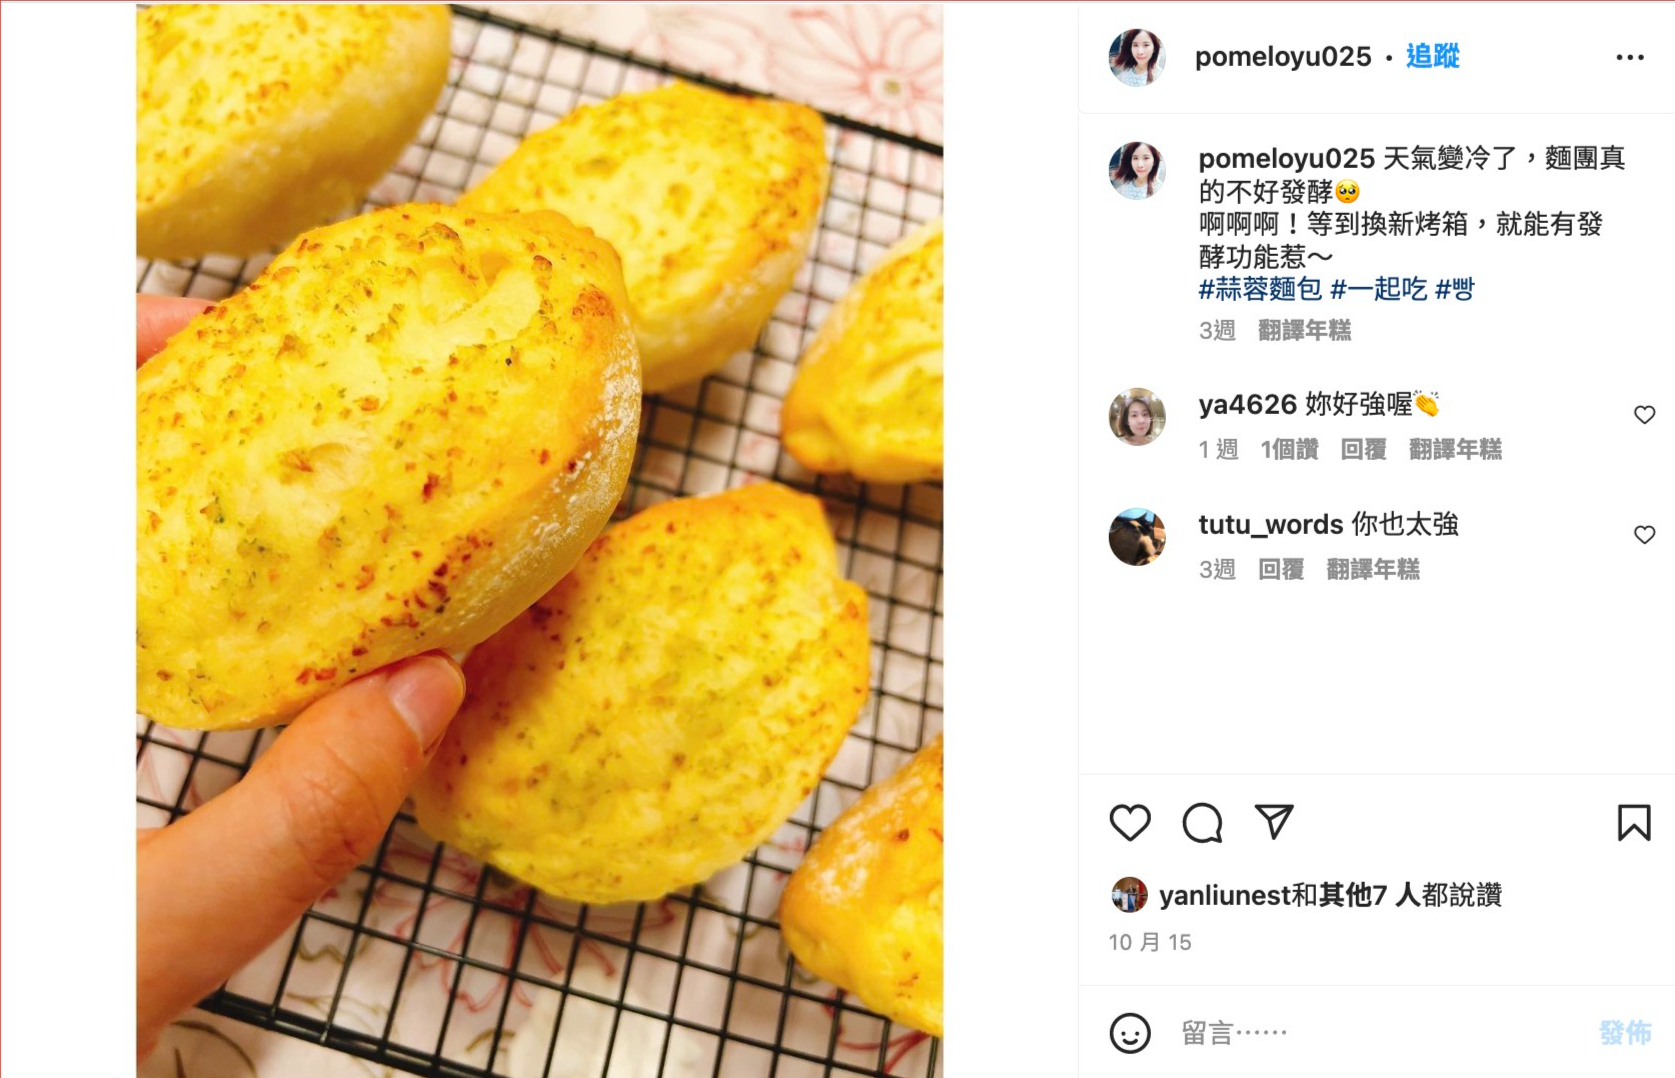 pomeloyu025 • 追蹤
pomeloyu025 天氣變冷了，麵團真
的不好發酵🥺
啊啊啊！等到換新烤箱，就能有發
酵功能惹～
#蒜蓉麵包 #一起吃 #빵
3週 翻譯年糕
ya4626 妳好強喔👏
1 週 1個讚 回覆 翻譯年糕
tutu_words 你也太強
3週 回覆 翻譯年糕
yanliunest和其他7 人都說讚
10 月 15
留言⋯⋯
發佈